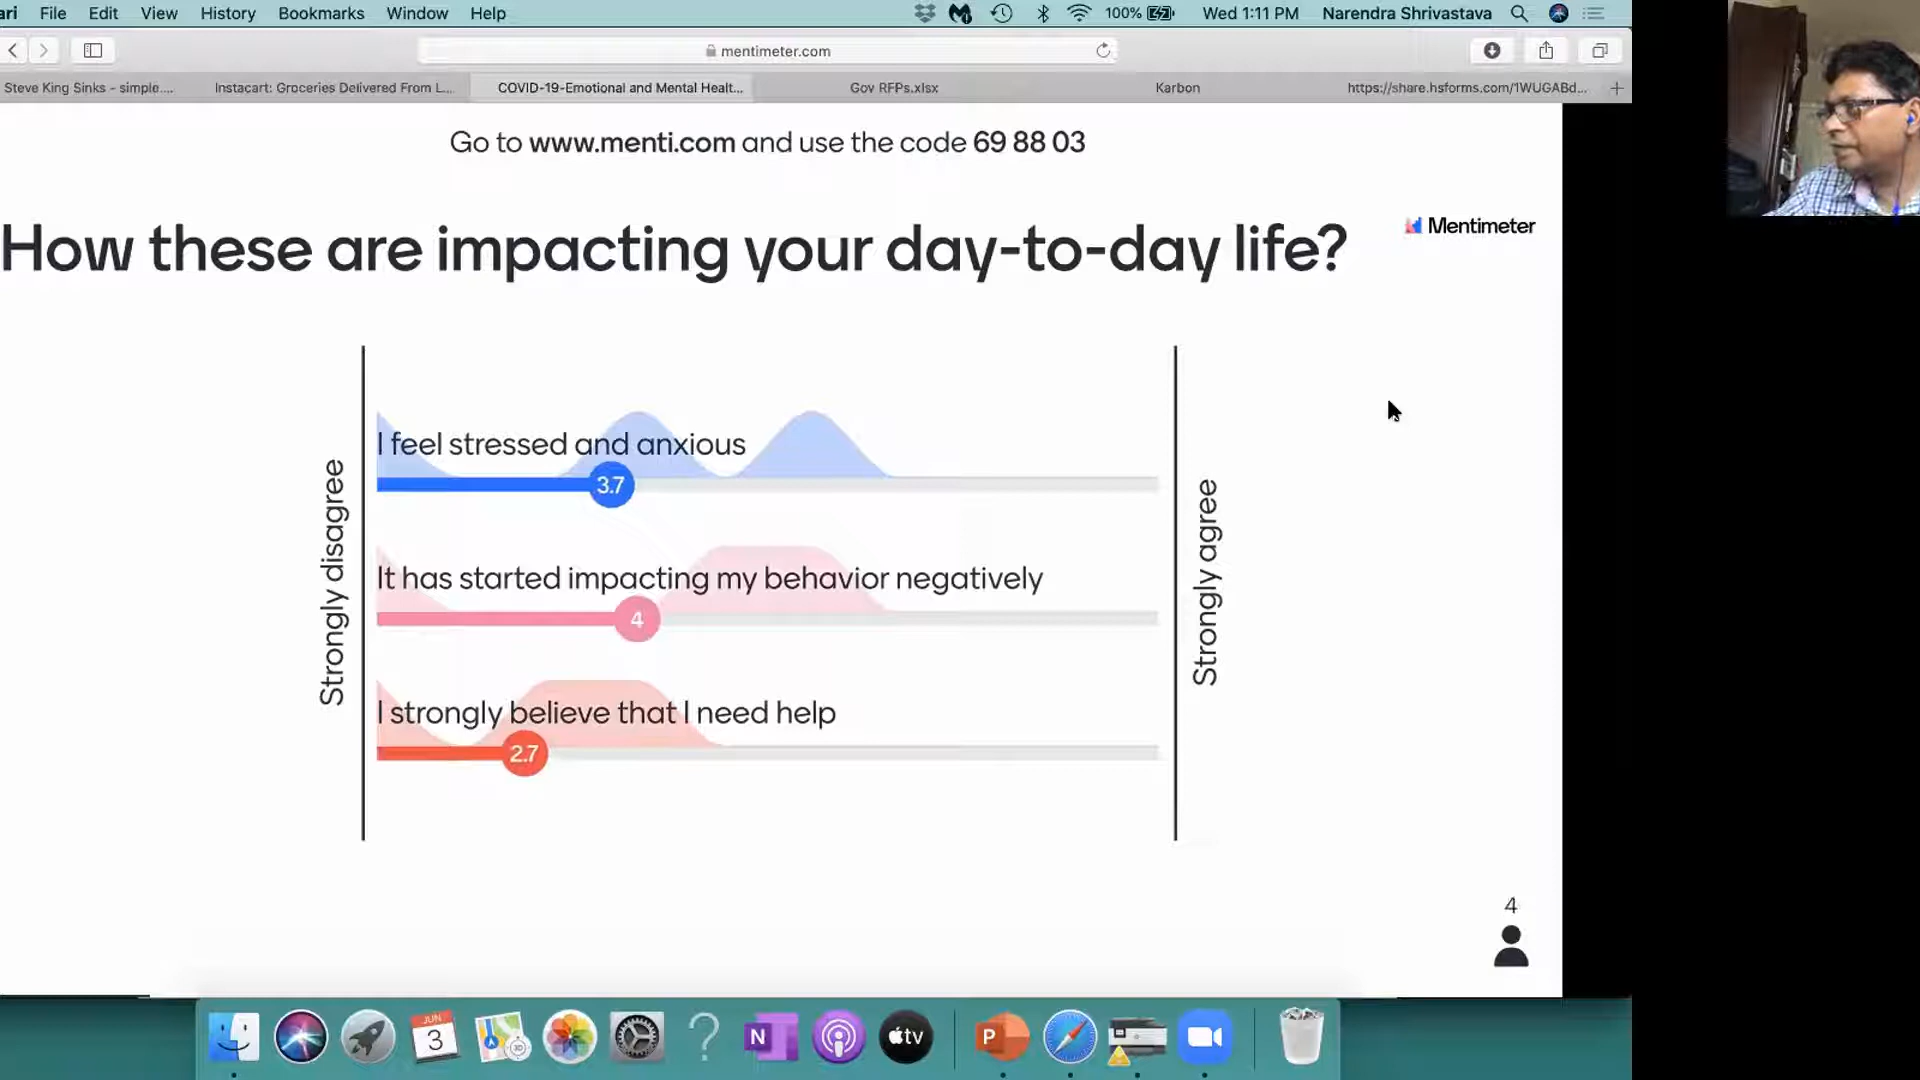 ari File Edit View History Bookmarks Window Help 100% Wed 1:11 PM Narendra Shrivastava
mentimeter.com
Steve King Sinks - simple.... Instacart: Groceries Delivered From L... COVID-19-Emotional and Mental Healt... Gov RFPs.xlsx Karbon https://share.hsforms.com/1WUGABd... +
Go to www.menti.com and use the code 69 88 03
How these are impacting your day-to-day life?
Mentimeter
Strongly disagree
I feel stressed and anxious
3.7
It has started impacting my behavior negatively
4
I strongly believe that I need help
2.7
Strongly agree
4
JUN
3
3D
N
tv
P